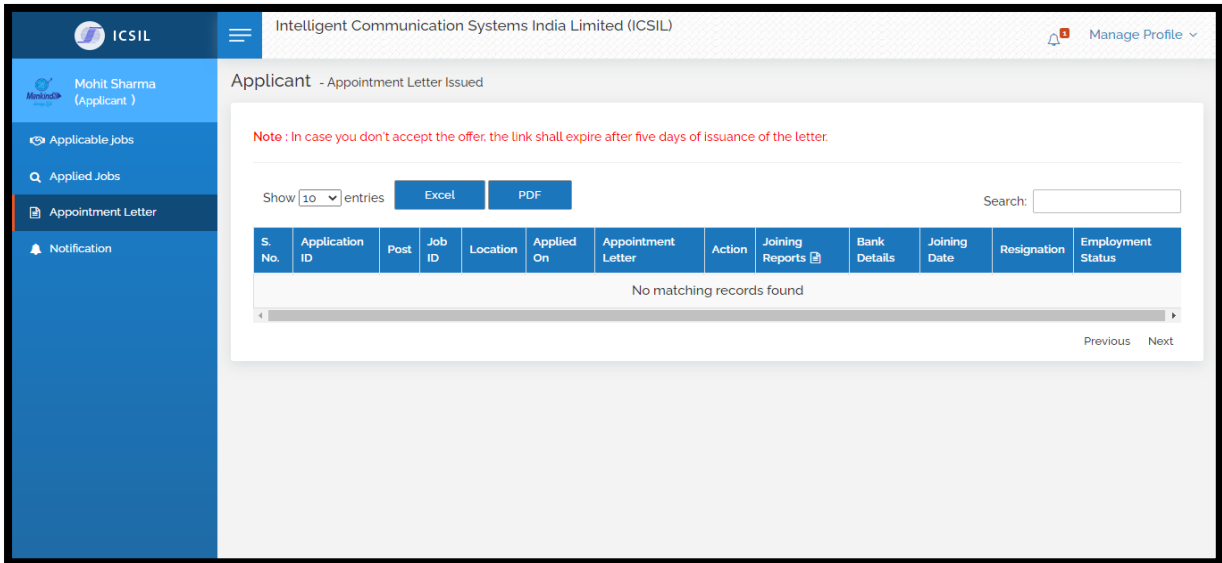 ICSIL
Intelligent Communication Systems India Limited (ICSIL)
1
Manage Profile
Mankind
Mohit Sharma
(Applicant )
Applicable jobs
Applied Jobs
Appointment Letter
Notification
Applicant - Appointment Letter Issued
Note : In case you don't accept the offer, the link shall expire after five days of issuance of the letter.
Show 10 entries
Excel
PDF
Search:
S. No.
Application ID
Post
Job ID
Location
Applied On
Appointment Letter
Action
Joining Reports
Bank Details
Joining Date
Resignation
Employment Status
No matching records found
Previous Next